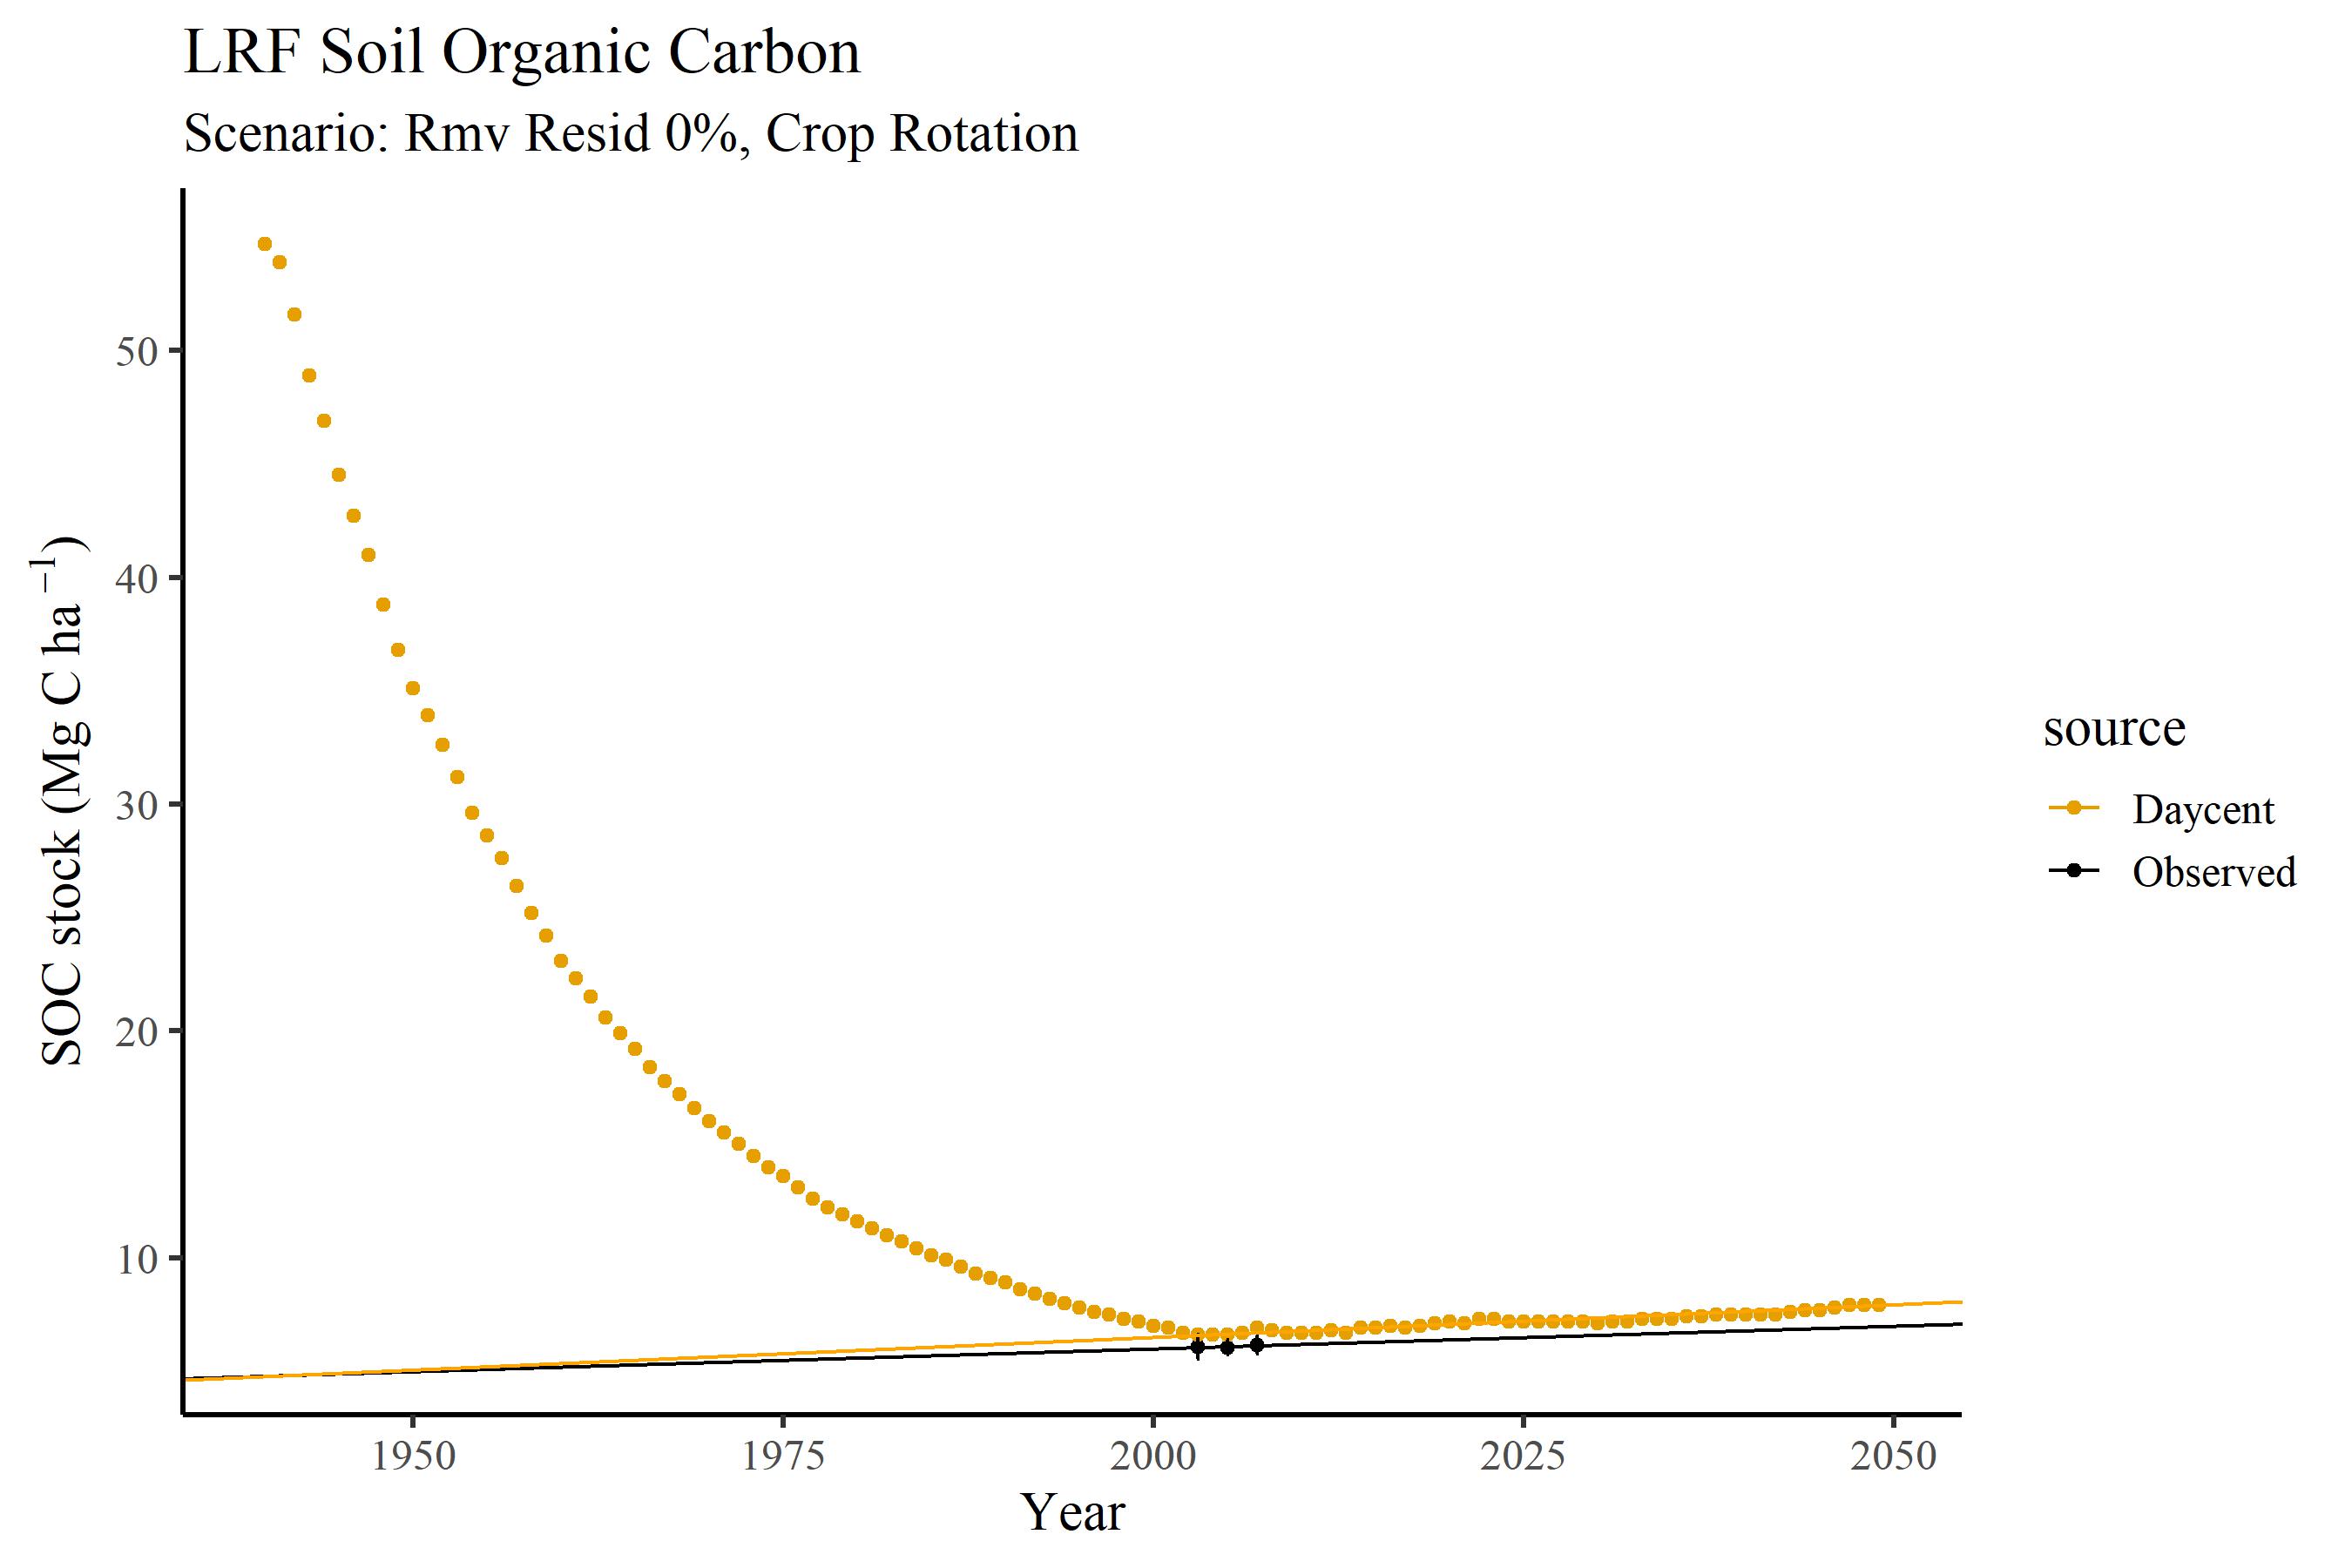 LRF Soil Organic Carbon
Scenario: Rmv Resid 0%, Crop Rotation
SOC stock (Mg C ha⁻¹)
50
40
30
20
10
1950 1975 2000 2025 2050
Year
source
Daycent
Observed